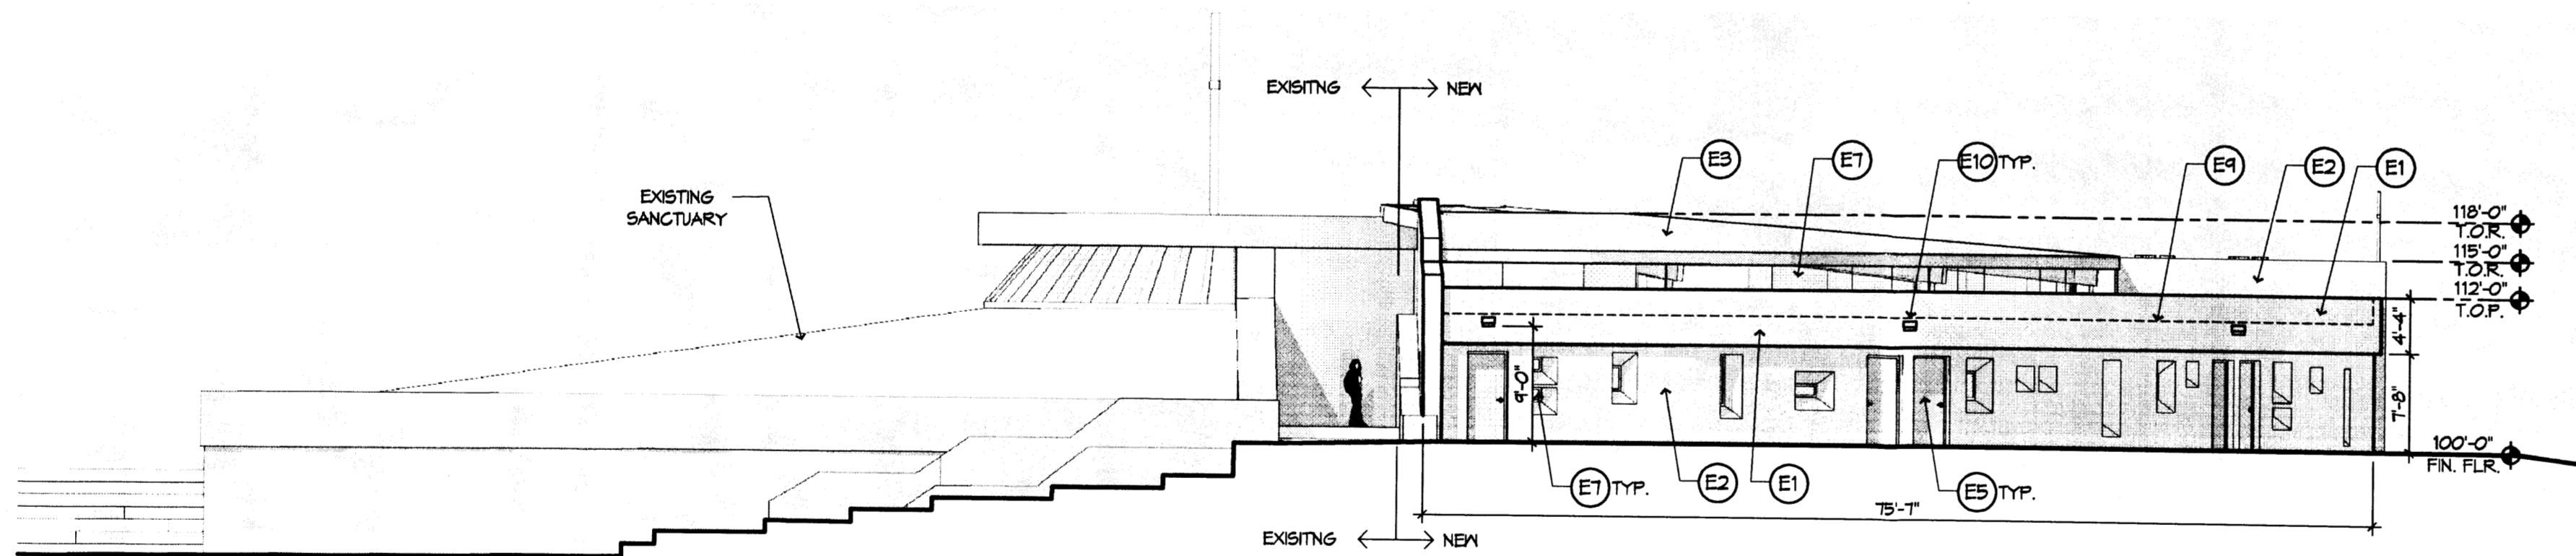 EXISITNG
NEW
E3
E7
E10 TYP.
E9
E2
E1
EXISTING
SANCTUARY
118'-0"
T.O.R.
115'-0"
T.O.R.
112'-0"
T.O.P.
4'-4"
9'-0"
7'-8"
100'-0"
FIN. FLR.
E7 TYP.
E2
E1
E5 TYP.
75'-7"
EXISITNG
NEW